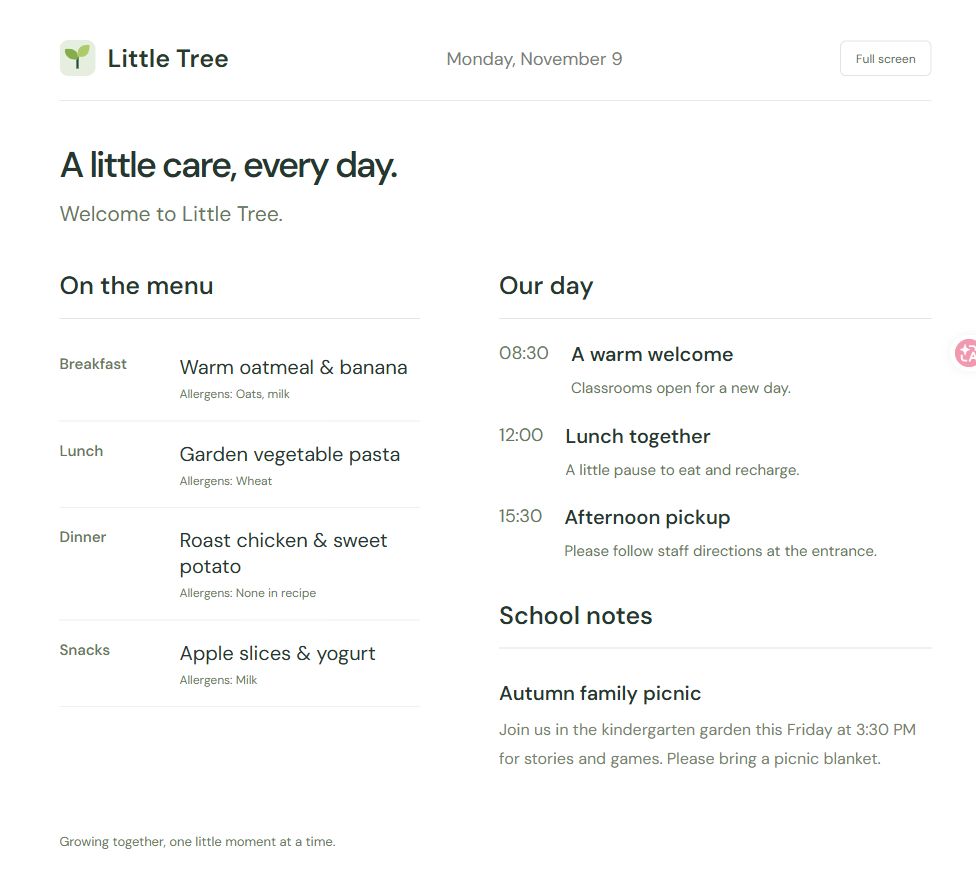 Little Tree
Monday, November 9
Full screen
A little care, every day.
Welcome to Little Tree.
On the menu
Breakfast
Warm oatmeal & banana
Allergens: Oats, milk
Lunch
Garden vegetable pasta
Allergens: Wheat
Dinner
Roast chicken & sweet
potato
Allergens: None in recipe
Snacks
Apple slices & yogurt
Allergens: Milk
Our day
08:30
A warm welcome
Classrooms open for a new day.
12:00
Lunch together
A little pause to eat and recharge.
15:30
Afternoon pickup
Please follow staff directions at the entrance.
School notes
Autumn family picnic
Join us in the kindergarten garden this Friday at 3:30 PM
for stories and games. Please bring a picnic blanket.
Growing together, one little moment at a time.